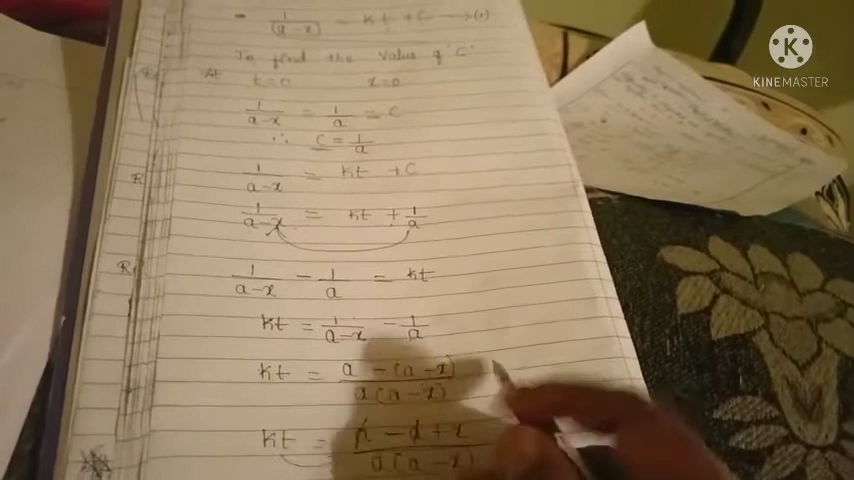 1/(a-x) = kt + C → (1)
To find the Value of 'C'
At t=0 x=0
1/(a-x) = 1/a = C
∴ C = 1/a
1/(a-x) = kt + C
1/(a-x) = kt + 1/a
1/(a-x) - 1/a = kt
kt = 1/(a-x) - 1/a
kt = (a-(a-x))/(a(a-x))
kt = (a-a+x)/(a(a-x))
KINEMASTER